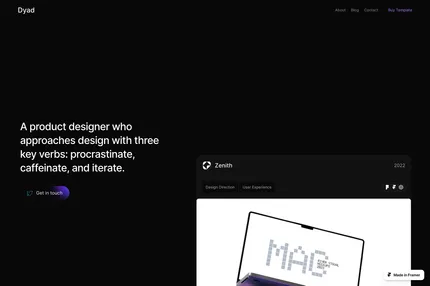 Dyad
About
Blog
Contact
Buy Template
A product designer who
approaches design with three
key verbs: procrastinate,
caffeinate, and iterate.
Get in touch
Zenith
2022
Design Direction
User Experience
MAG
Made in Framer